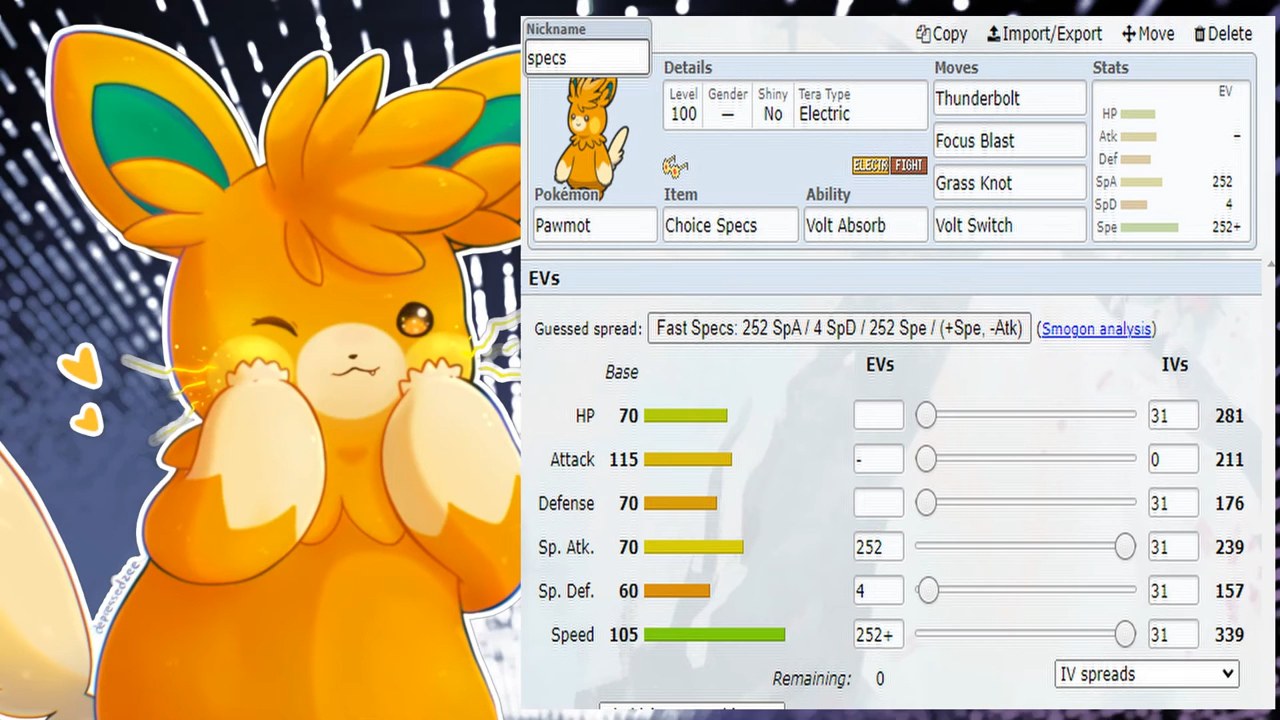 Nickname
specs
Copy Import/Export Move Delete
Details
Level Gender Shiny Tera Type
100 — No Electric
ELECTR FIGHT
Pokémon Item Ability
Pawmot Choice Specs Volt Absorb
Moves
Thunderbolt
Focus Blast
Grass Knot
Volt Switch
Stats
EV
HP
Atk -
Def
SpA 252
SpD 4
Spe 252+
EVs
Guessed spread: Fast Specs: 252 SpA / 4 SpD / 252 Spe / (+Spe, -Atk) (Smogon analysis)
Base EVs IVs
HP 70 31 281
Attack 115 - 0 211
Defense 70 31 176
Sp. Atk. 70 252 31 239
Sp. Def. 60 4 31 157
Speed 105 252+ 31 339
Remaining: 0 IV spreads
depressedzee